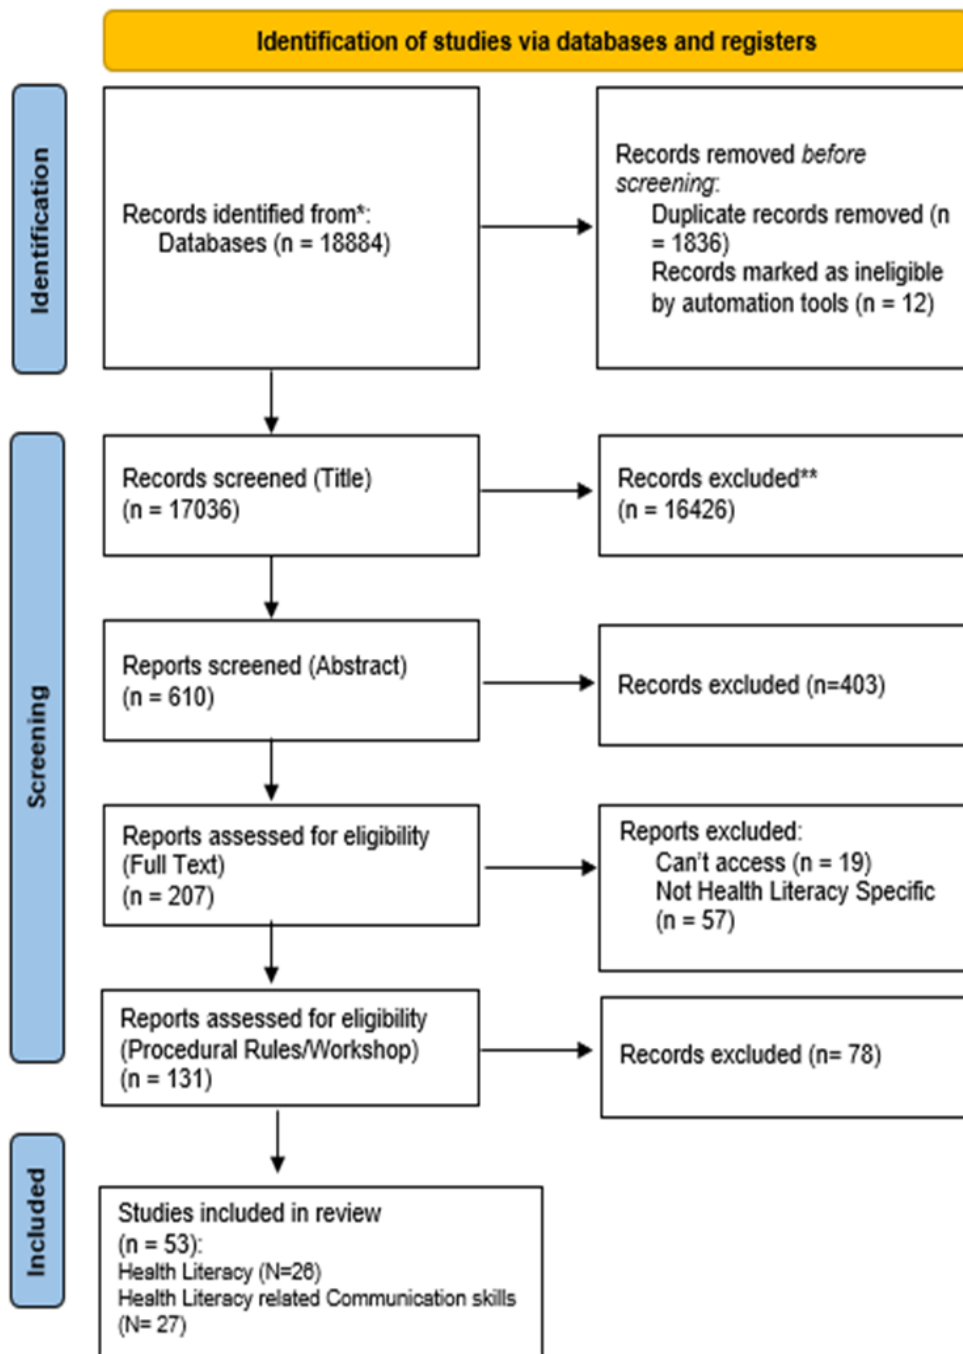 Identification of studies via databases and registers
Identification
Records identified from*:
Databases (n = 18884)
Records removed before
screening:
Duplicate records removed (n
= 1836)
Records marked as ineligible
by automation tools (n = 12)
Screening
Records screened (Title)
(n = 17036)
Records excluded**
(n = 16426)
Reports screened (Abstract)
(n = 610)
Records excluded (n=403)
Reports assessed for eligibility
(Full Text)
(n = 207)
Reports excluded:
Can't access (n = 19)
Not Health Literacy Specific
(n = 57)
Reports assessed for eligibility
(Procedural Rules/Workshop)
(n = 131)
Records excluded (n= 78)
Included
Studies included in review
(n = 53):
Health Literacy (N=26)
Health Literacy related Communication skills
(N= 27)